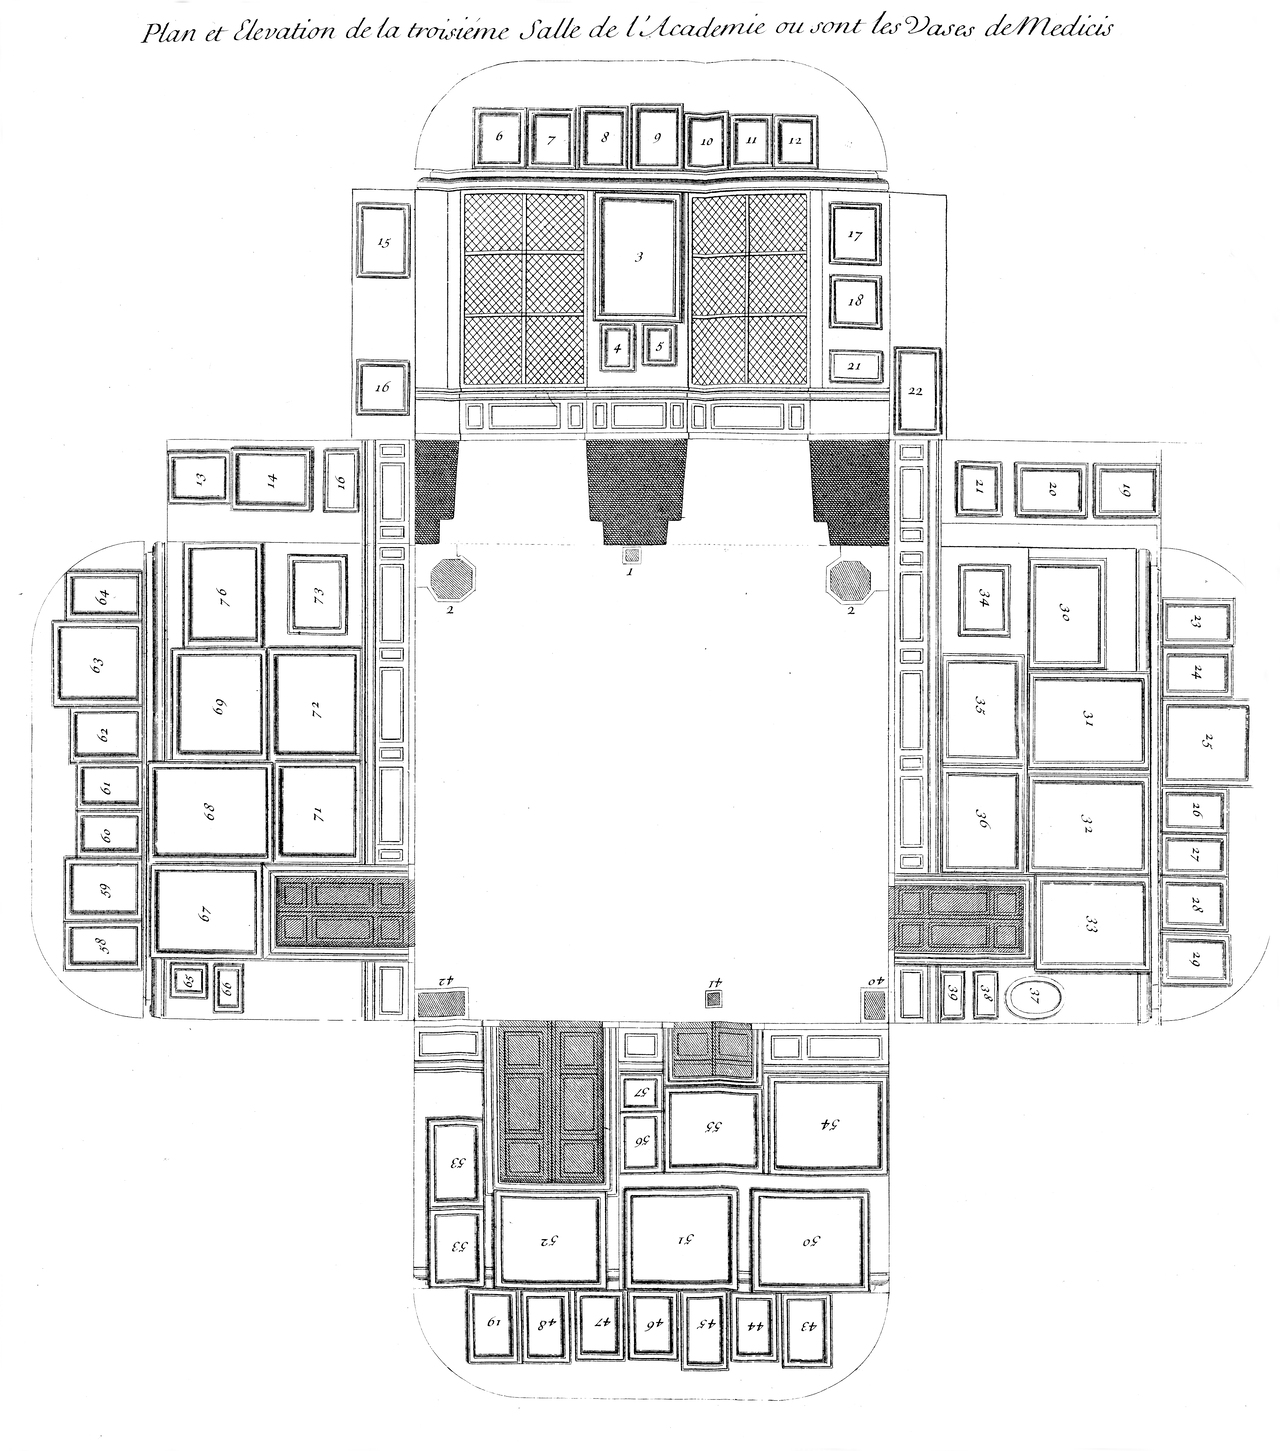 Plan et Elevation de la troisiéme Salle de l'Academie ou sont les Vases de Medicis
6 7 8 9 10 11 12
15 3 17
18
4 5
16 21 22
13 14 16 21 20 19
1
2 2
64 76 73 34 30 23
63 69 72 35 31 24
62 25
61 68 71 36 32 26
60 27
59 67 33 28
58 65 66 39 38 37 29
42 41 40
57 55 54
56
53
53 52 51 50
19 48 47 46 45 44 43